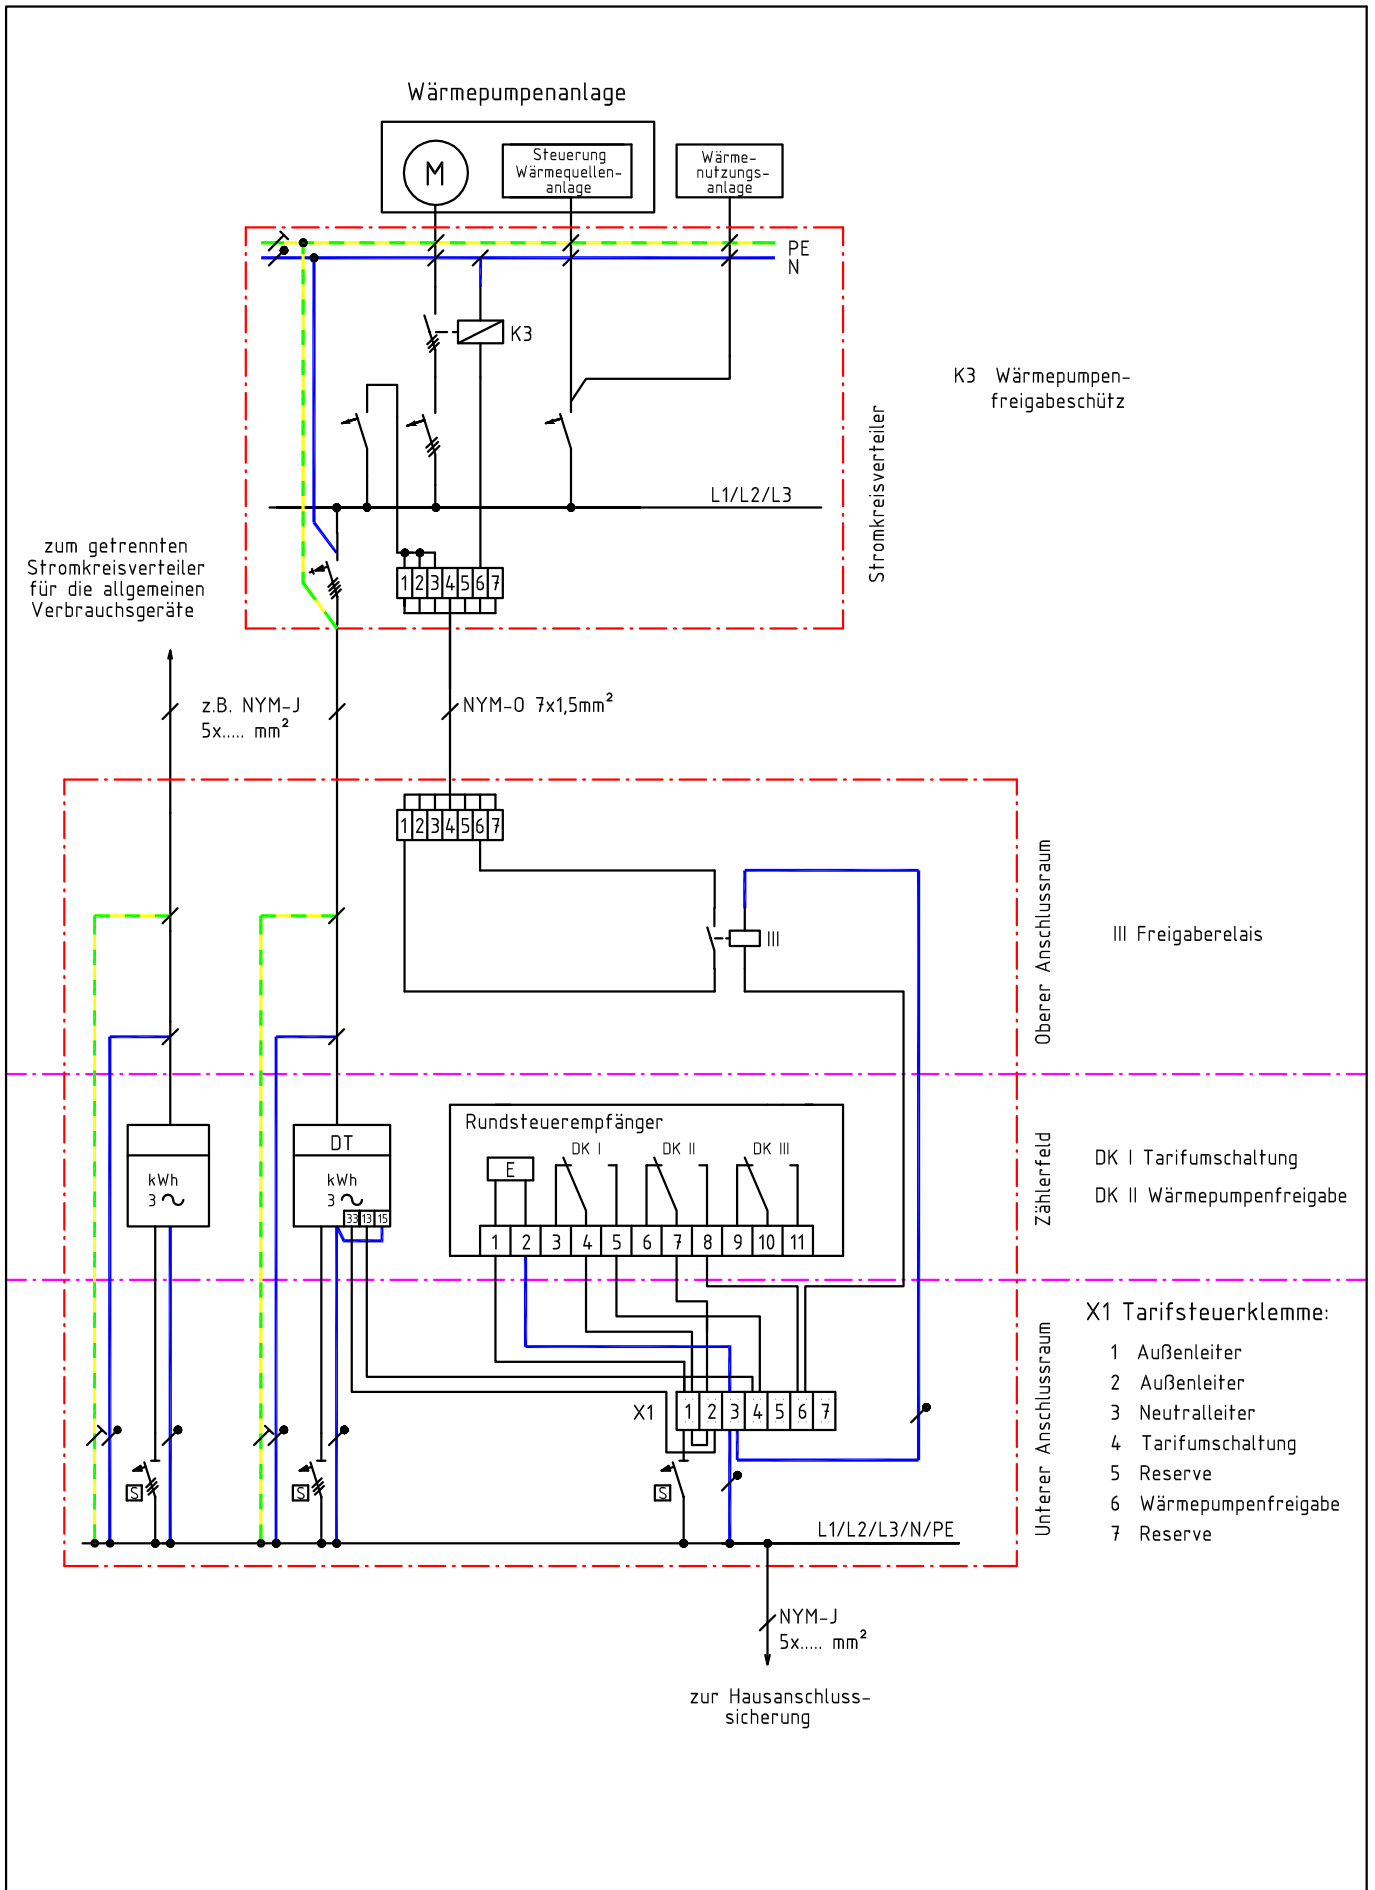 Wärmepumpenanlage
M
Steuerung
Wärmequellen-
anlage
Wärme-
nutzungs-
anlage
PE
N
K3
K3 Wärmepumpen-
freigabeschütz
L1/L2/L3
Stromkreisverteiler
zum getrennten
Stromkreisverteiler
für die allgemeinen
Verbrauchsgeräte
1 2 3 4 5 6 7
z.B. NYM-J
5x..... mm²
NYM-O 7x1,5mm²
1 2 3 4 5 6 7
III
III Freigaberelais
Oberer Anschlussraum
Rundsteuerempfänger
E
DK I
DK II
DK III
1 2 3 4 5 6 7 8 9 10 11
kWh
3
DT
kWh
3
33 13 15
Zählerfeld
DK I Tarifumschaltung
DK II Wärmepumpenfreigabe
X1 Tarifsteuerklemme:
1 Außenleiter
2 Außenleiter
3 Neutralleiter
4 Tarifumschaltung
5 Reserve
6 Wärmepumpenfreigabe
7 Reserve
Unterer Anschlussraum
X1
1 2 3 4 5 6 7
S
S
S
L1/L2/L3/N/PE
NYM-J
5x..... mm²
zur Hausanschluss-
sicherung